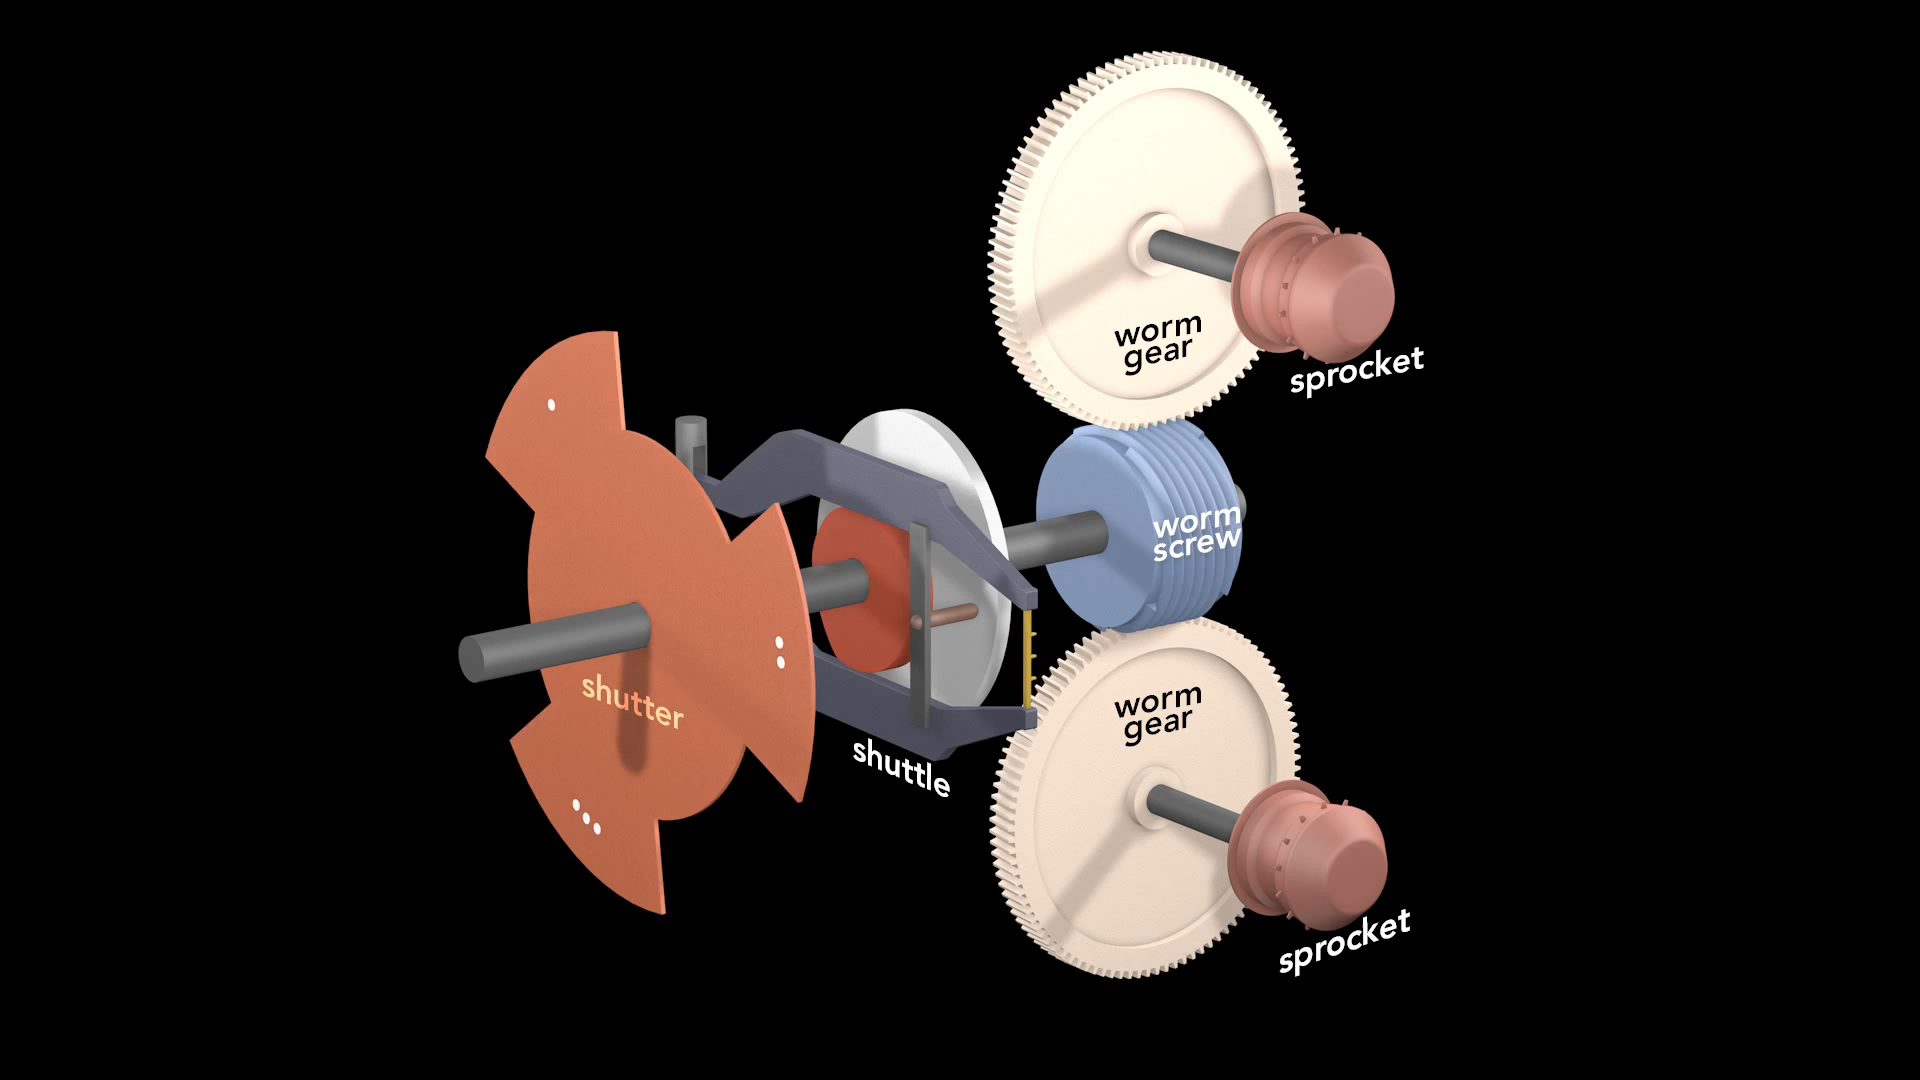 worm
gear
sprocket
worm
screw
shutter
worm
gear
shuttle
sprocket